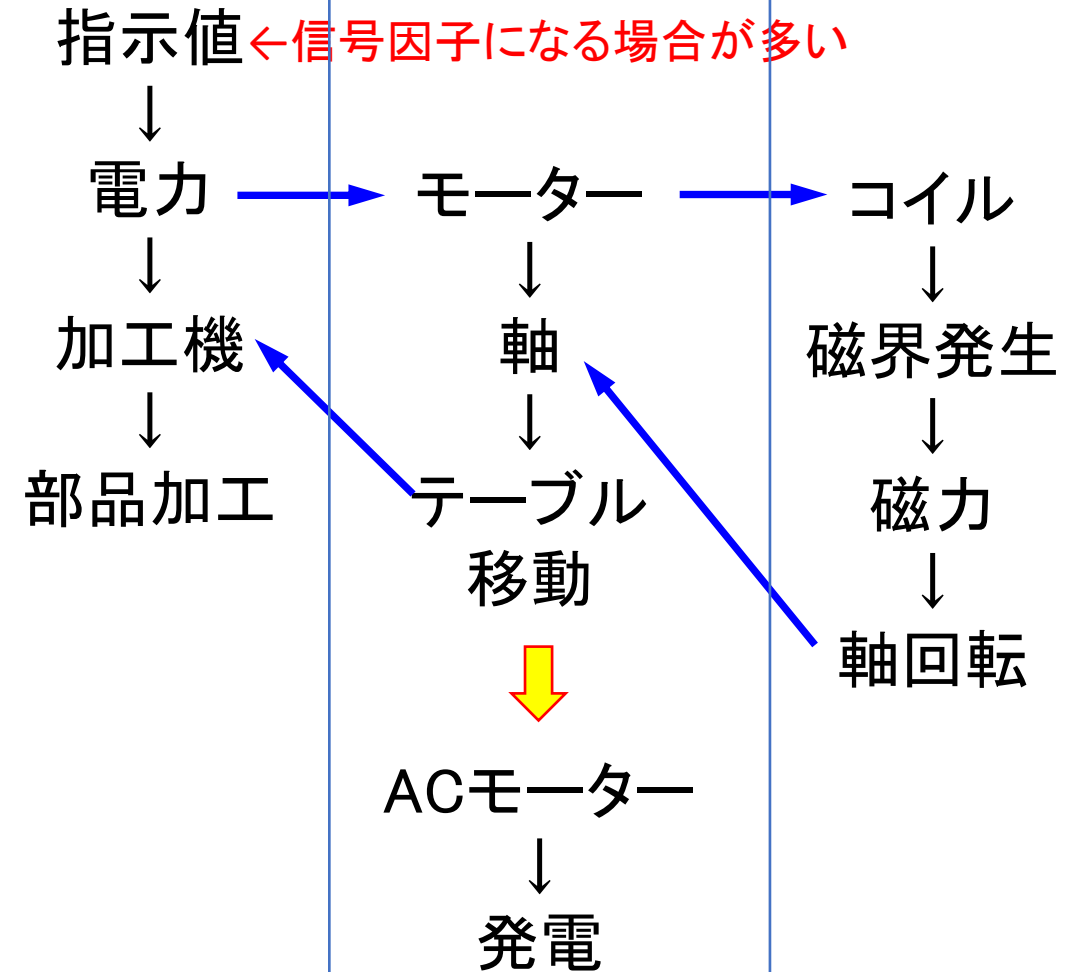 指示値←信号因子になる場合が多い
↓
電力
↓
加工機
↓
部品加工
モーター
↓
軸
↓
テーブル
移動
ACモーター
↓
発電
コイル
↓
磁界発生
↓
磁力
↓
軸回転